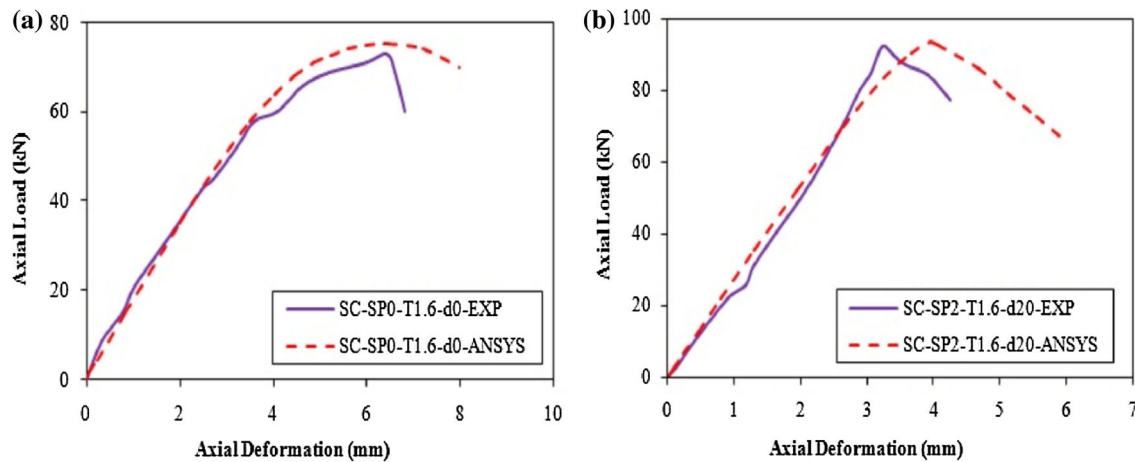 (a)
80
60
40
20
0
Axial Load (kN)
0 2 4 6 8 10
Axial Deformation (mm)
SC-SP0-T1.6-d0-EXP
SC-SP0-T1.6-d0-ANSYS
(b)
100
80
60
40
20
0
Axial Load (kN)
0 1 2 3 4 5 6 7
Axial Deformation (mm)
SC-SP2-T1.6-d20-EXP
SC-SP2-T1.6-d20-ANSYS